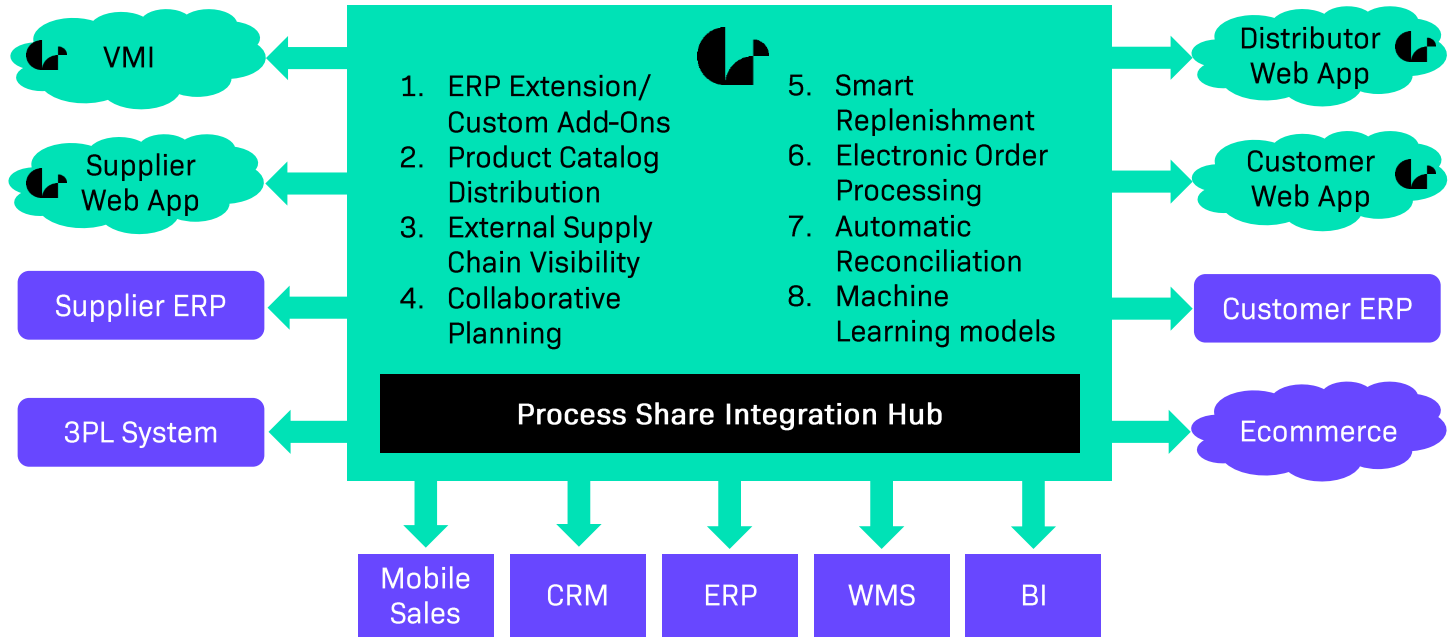 VMI
Supplier
Web App
Supplier ERP
3PL System
1. ERP Extension/
Custom Add-Ons
2. Product Catalog
Distribution
3. External Supply
Chain Visibility
4. Collaborative
Planning
5. Smart
Replenishment
6. Electronic Order
Processing
7. Automatic
Reconciliation
8. Machine
Learning models
Process Share Integration Hub
Distributor
Web App
Customer
Web App
Customer ERP
Ecommerce
Mobile
Sales
CRM
ERP
WMS
BI